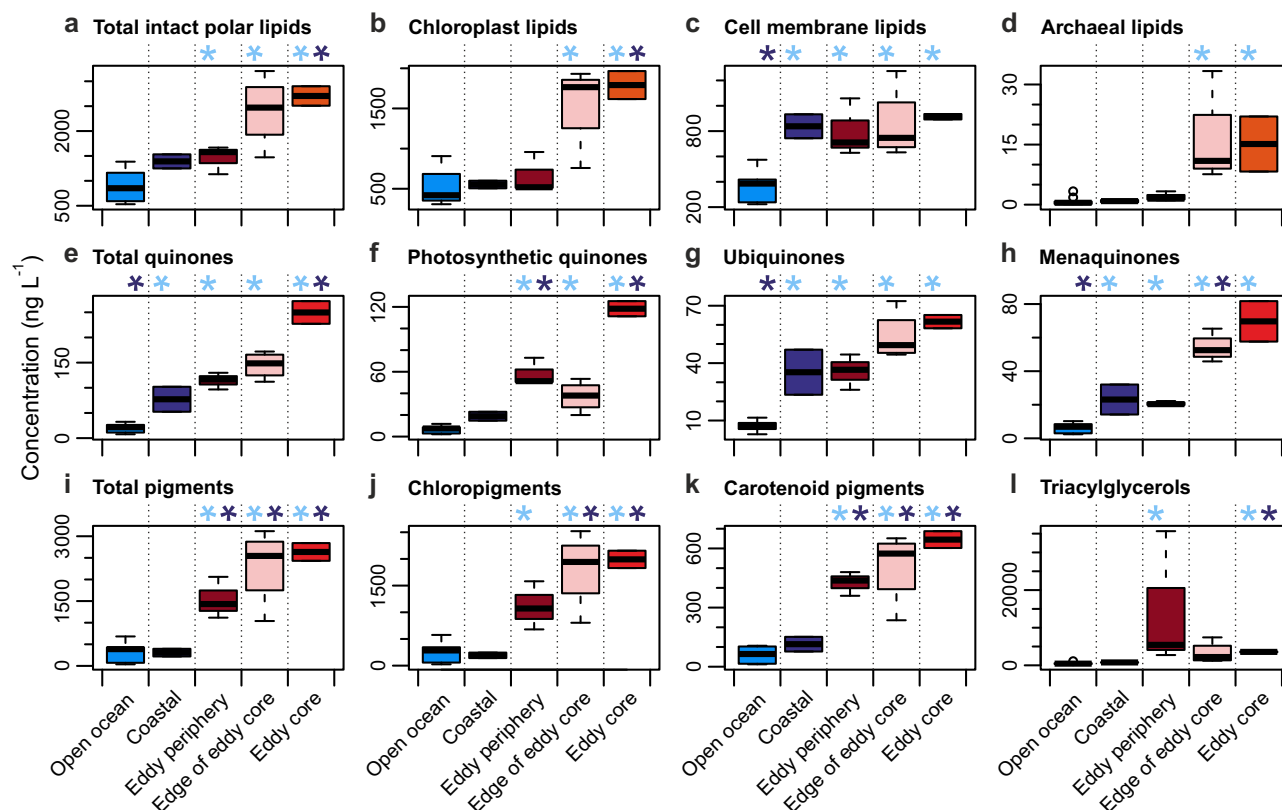 a Total intact polar lipids
b Chloroplast lipids
c Cell membrane lipids
d Archaeal lipids
* * * *
* * *
* * * * *
* *
2000
500
1500
500
800
200
30
15
0
e Total quinones
f Photosynthetic quinones
g Ubiquinones
h Menaquinones
* * * * * *
* * * * *
* * * * *
* * * * * *
Concentration (ng L⁻¹)
150
0
120
60
0
70
40
10
80
40
0
i Total pigments
j Chloropigments
k Carotenoid pigments
l Triacylglycerols
* * * * * *
* * * * *
* * * * * *
* * *
3000
1500
0
1500
0
600
300
0
20000
0
Open ocean
Coastal
Eddy periphery
Edge of eddy core
Eddy core
Open ocean
Coastal
Eddy periphery
Edge of eddy core
Eddy core
Open ocean
Coastal
Eddy periphery
Edge of eddy core
Eddy core
Open ocean
Coastal
Eddy periphery
Edge of eddy core
Eddy core